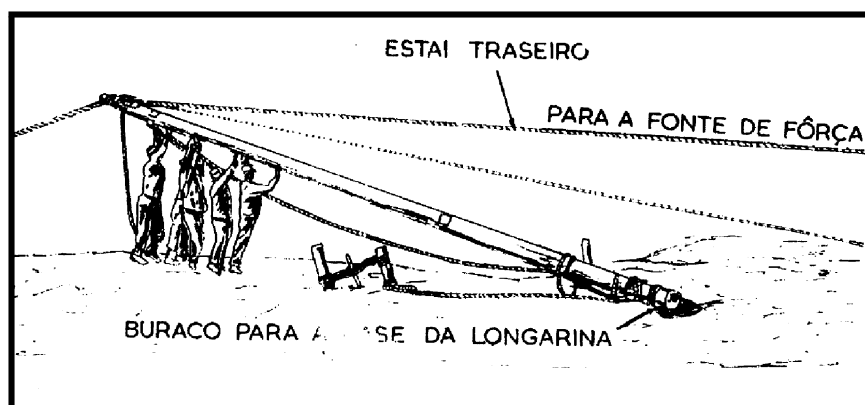 ESTAI TRASEIRO
PARA A FONTE DE FÔRÇA
BURACO PARA DA LONGARINA